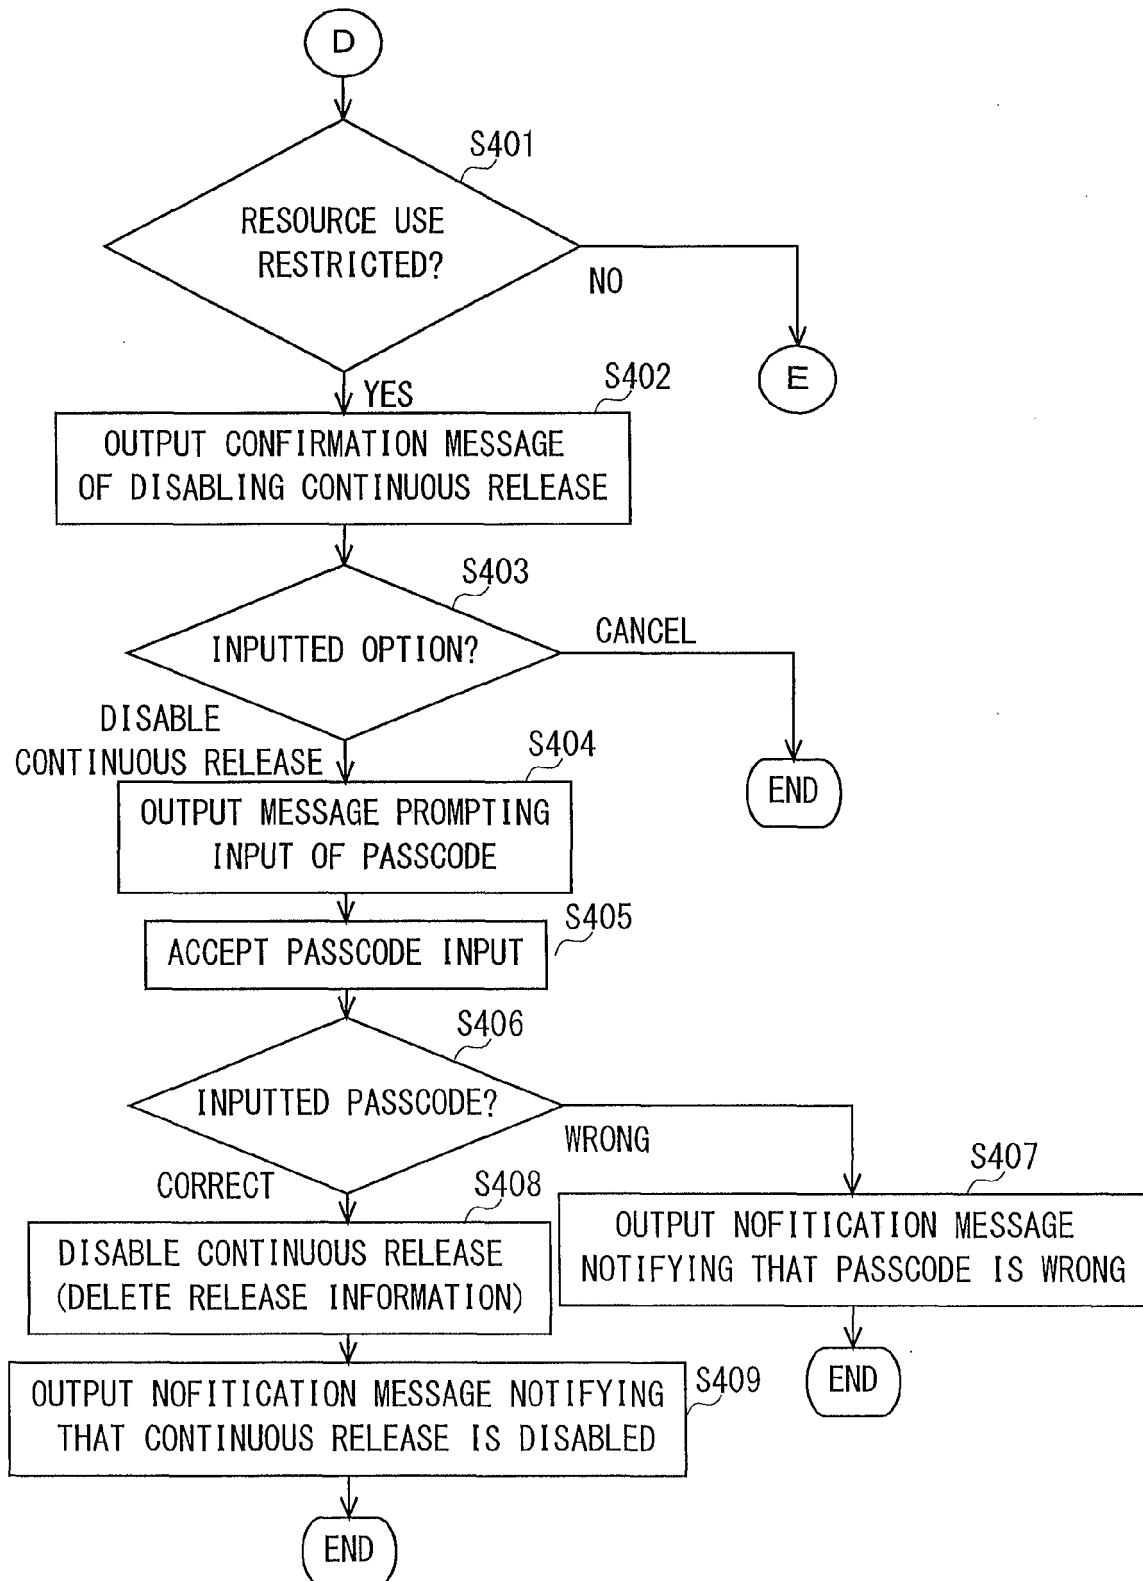 D
S401
RESOURCE USE
RESTRICTED?
NO
E
YES
S402
OUTPUT CONFIRMATION MESSAGE
OF DISABLING CONTINUOUS RELEASE
S403
INPUTTED OPTION?
CANCEL
END
DISABLE
CONTINUOUS RELEASE
S404
OUTPUT MESSAGE PROMPTING
INPUT OF PASSCODE
S405
ACCEPT PASSCODE INPUT
S406
INPUTTED PASSCODE?
WRONG
CORRECT
S407
OUTPUT NOFITICATION MESSAGE
NOTIFYING THAT PASSCODE IS WRONG
END
S408
DISABLE CONTINUOUS RELEASE
(DELETE RELEASE INFORMATION)
S409
OUTPUT NOFITICATION MESSAGE NOTIFYING
THAT CONTINUOUS RELEASE IS DISABLED
END